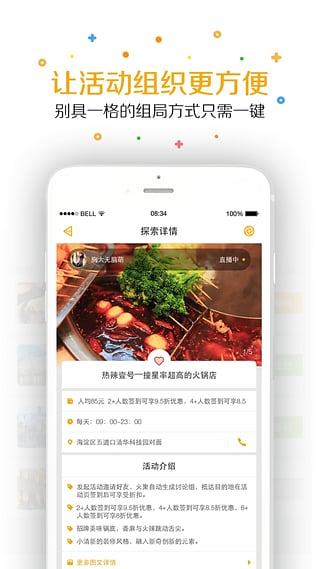 让活动组织更方便
别具一格的组局方式只需一键
BELL
08:34
100%
探索详情
胸大无脑萌
直播中
1/5
热辣壹号一撞星率超高的火锅店
人均85元 2+人数签到可享9.5折优惠，4+人数签到可享8.5
每天：09：00-23：00
海淀区五道口清华科技园对面
活动介绍
发起活动邀请好友，火聚自动生成讨论组，抵达目的地在活
动页签到后可享受折扣。
2+人数签到可享受9.5折优惠，4+人数签到可享8.5折优惠，
4+人数签到可享8折优惠。
招牌美味锅底，香麻与火辣跳动舌尖。
小清新的装修风格，融入新奇创新的元素。
更多图文详情